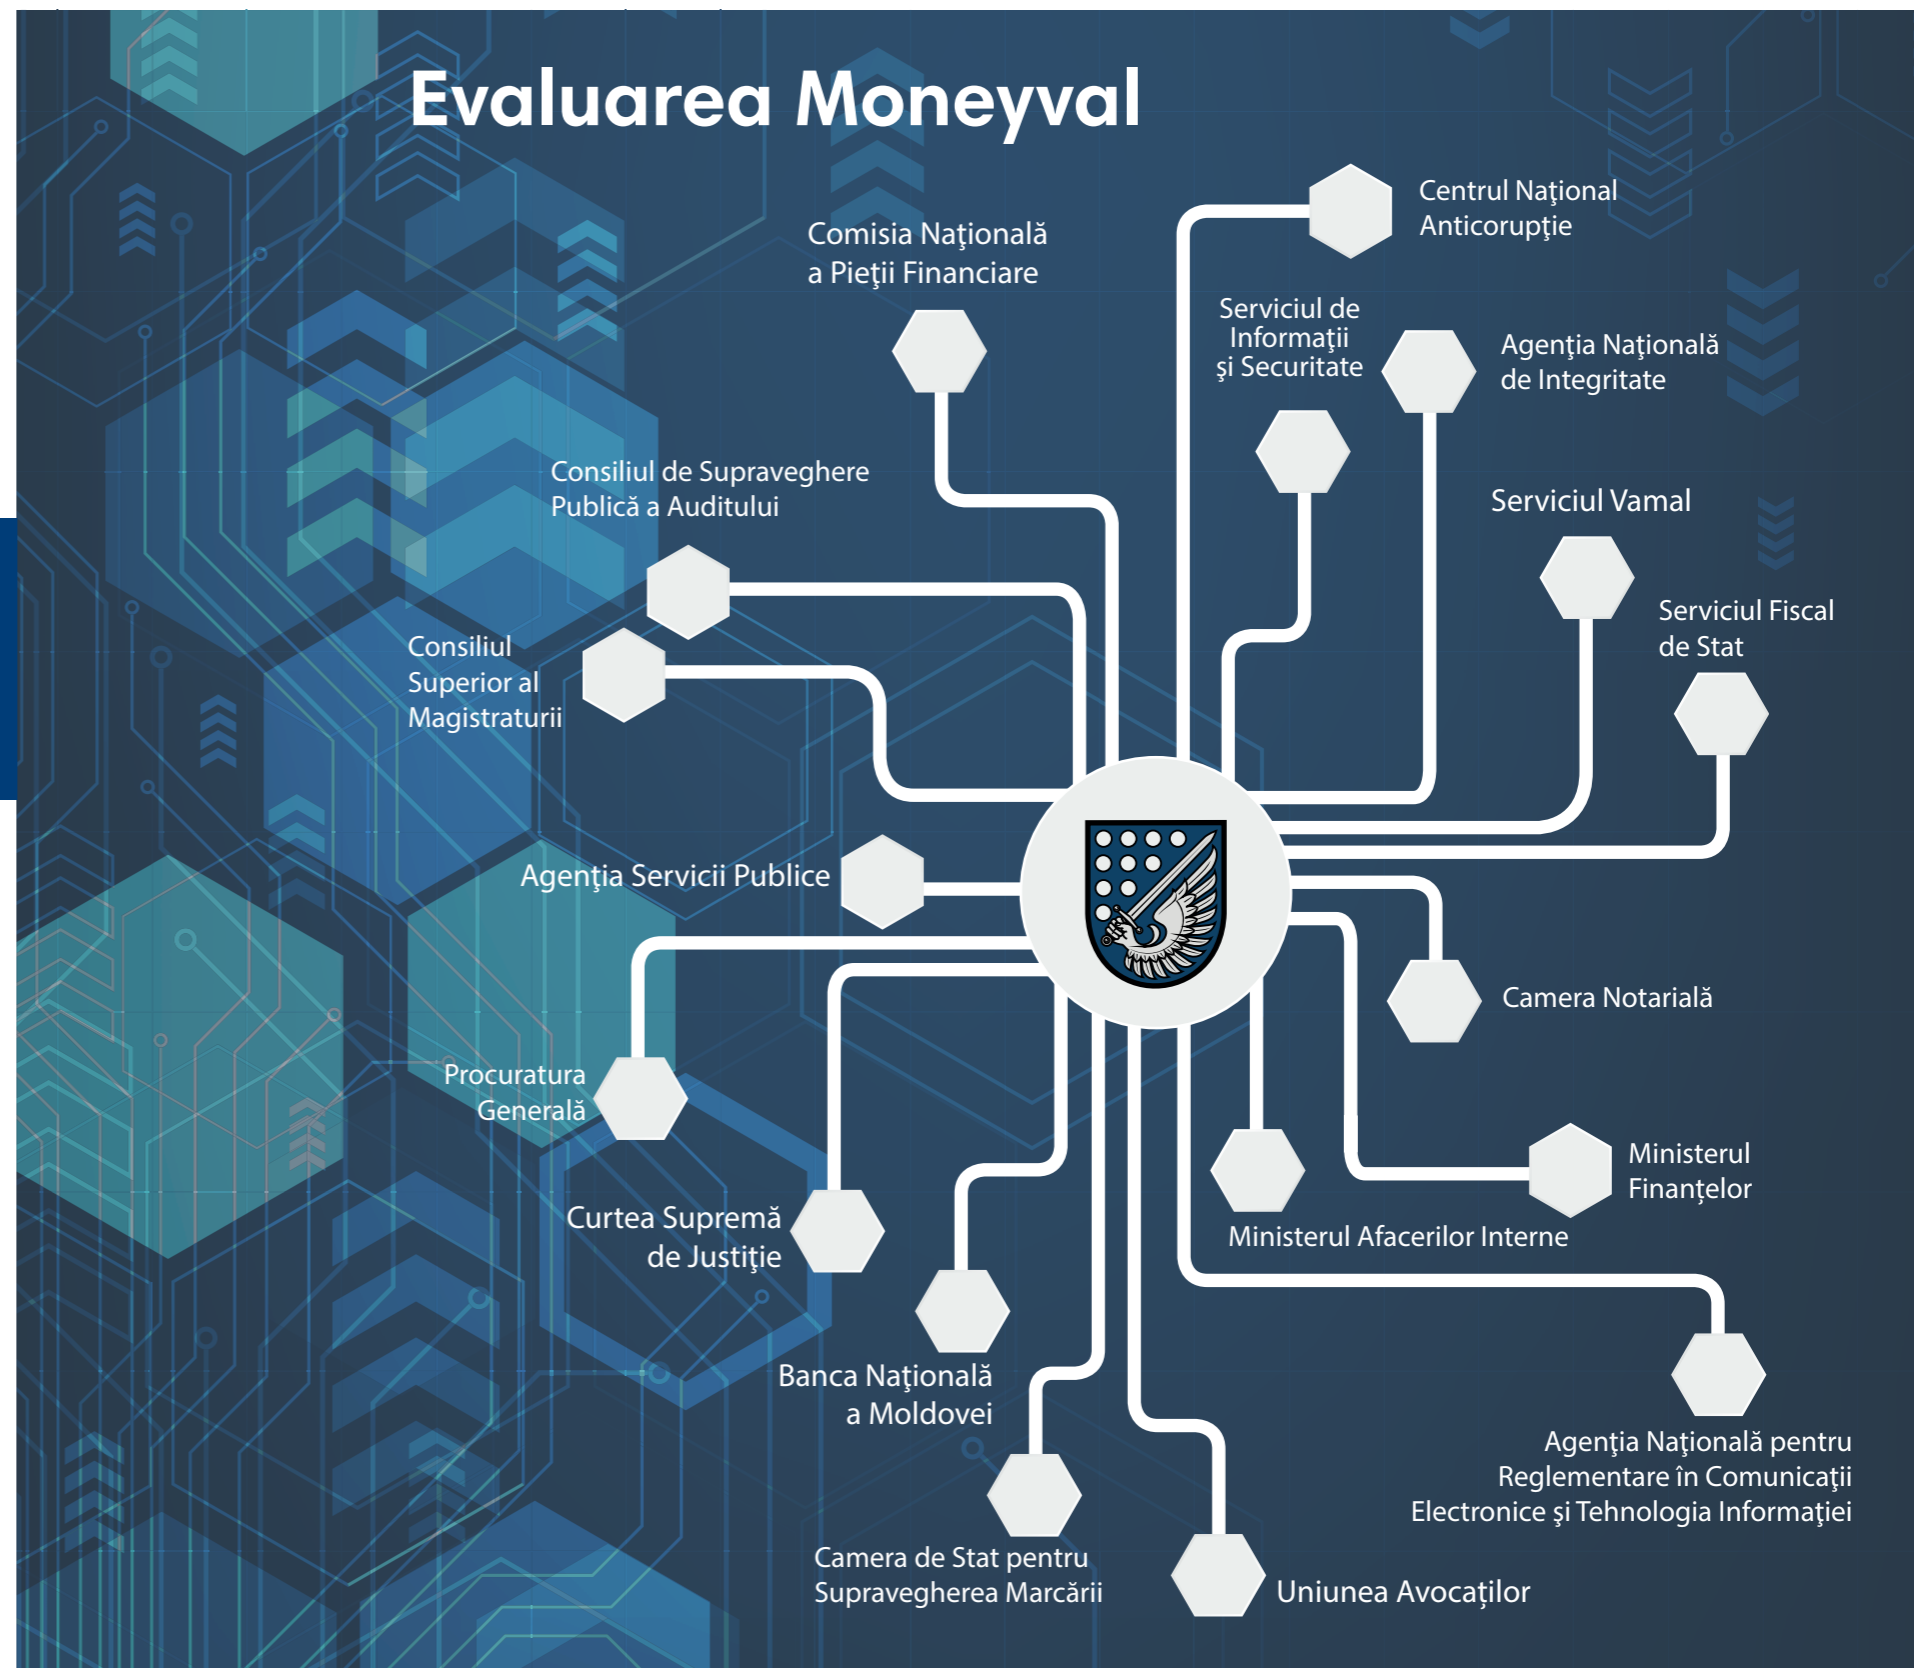 Evaluarea Moneyval
Centrul Naţional
Anticorupţie
Comisia Naţională
a Pieţii Financiare
Serviciul de
Informaţii
şi Securitate
Agenţia Naţională
de Integritate
Consiliul de Supraveghere
Publică a Auditului
Serviciul Vamal
Serviciul Fiscal
de Stat
Consiliul
Superior al
Magistraturii
Agenţia Servicii Publice
Camera Notarială
Procuratura
Generală
Ministerul
Finanțelor
Curtea Supremă
de Justiţie
Ministerul Afacerilor Interne
Banca Naţională
a Moldovei
Agenţia Naţională pentru
Reglementare în Comunicaţii
Electronice şi Tehnologia Informaţiei
Camera de Stat pentru
Supravegherea Marcării
Uniunea Avocaților